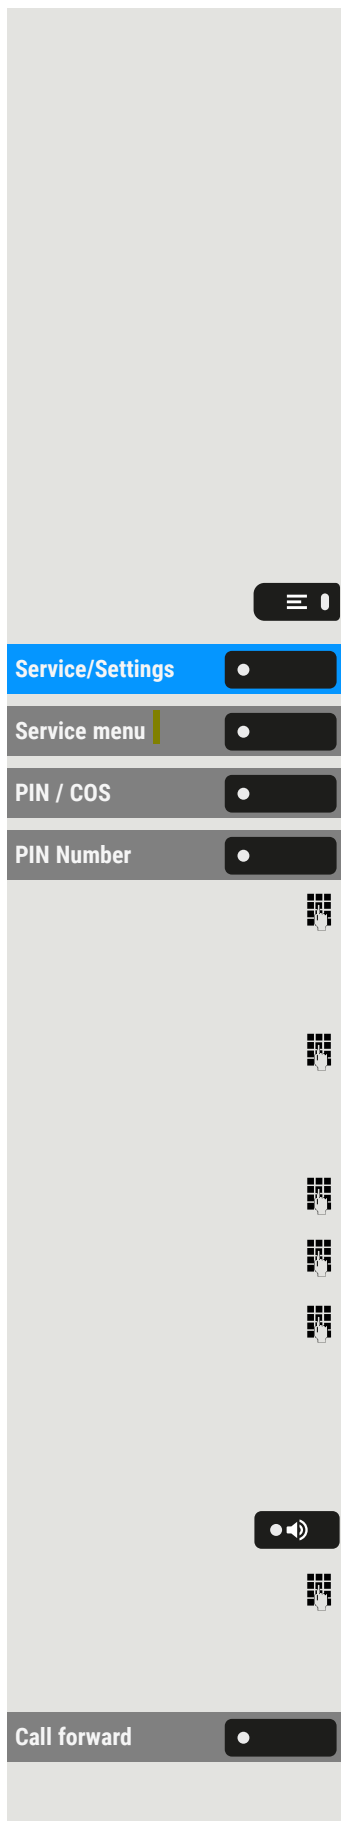 Service/Settings
Service menu
PIN / COS
PIN Number
Call forward